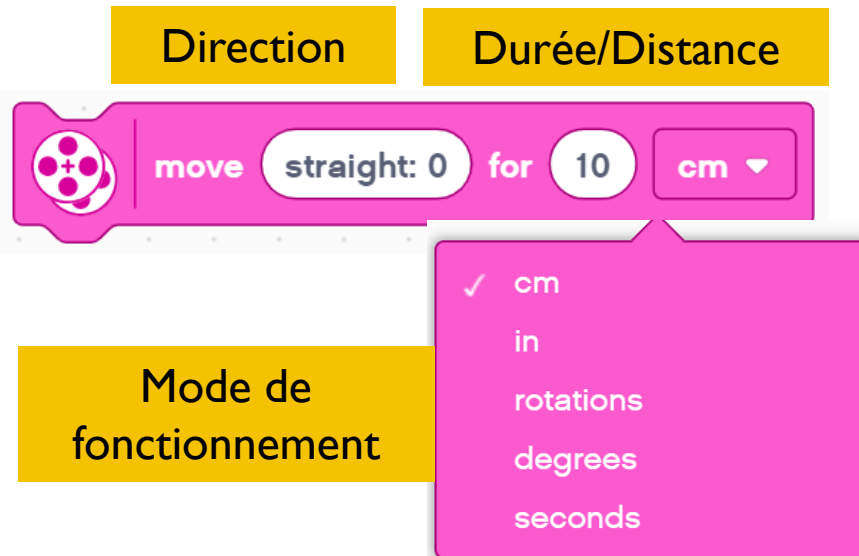 Direction
Durée/Distance
move straight: 0 for 10 cm
cm
in
rotations
degrees
seconds
Mode de
fonctionnement